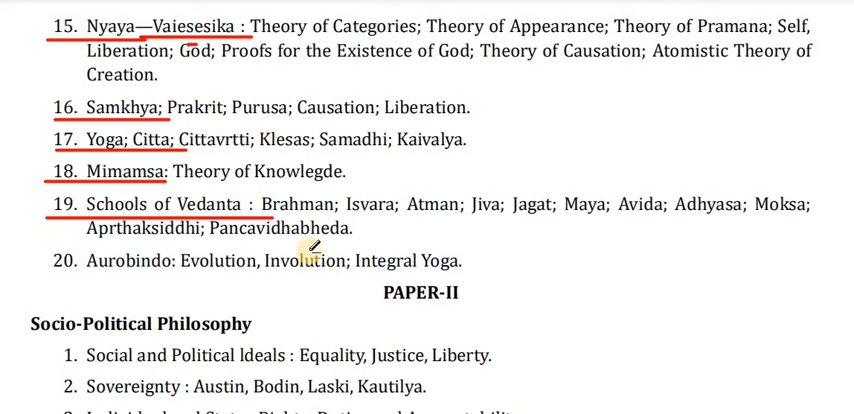 15. Nyaya—Vaiesesika : Theory of Categories; Theory of Appearance; Theory of Pramana; Self,
Liberation; God; Proofs for the Existence of God; Theory of Causation; Atomistic Theory of
Creation.
16. Samkhya; Prakrit; Purusa; Causation; Liberation.
17. Yoga; Citta; Cittavrtti; Klesas; Samadhi; Kaivalya.
18. Mimamsa: Theory of Knowlegde.
19. Schools of Vedanta : Brahman; Isvara; Atman; Jiva; Jagat; Maya; Avida; Adhyasa; Moksa;
Aprthaksiddhi; Pancavidhabheda.
20. Aurobindo: Evolution, Involution; Integral Yoga.
PAPER-II
Socio-Political Philosophy
1. Social and Political Ideals : Equality, Justice, Liberty.
2. Sovereignty : Austin, Bodin, Laski, Kautilya.